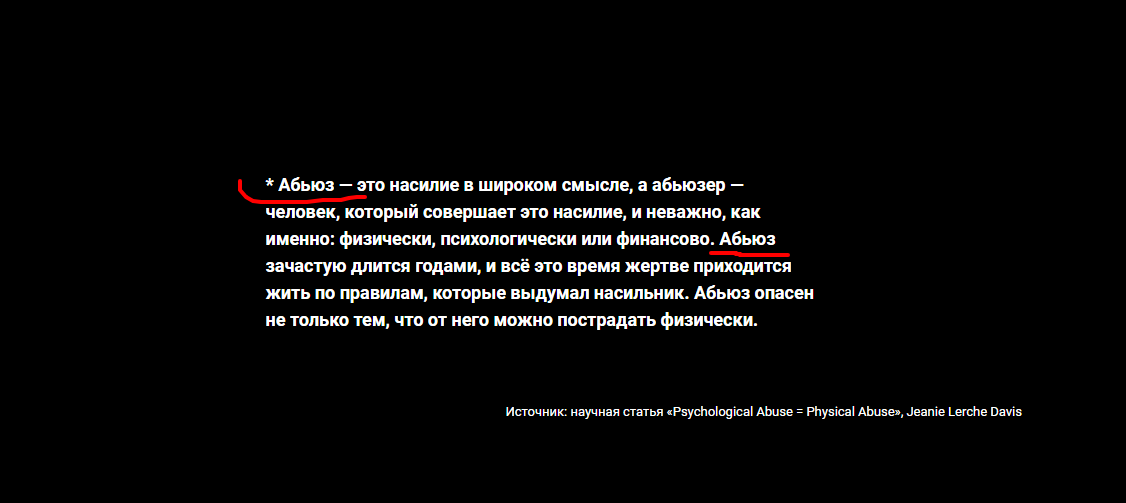 * Абьюз — это насилие в широком смысле, а абьюзер —
человек, который совершает это насилие, и неважно, как
именно: физически, психологически или финансово. Абьюз
зачастую длится годами, и всё это время жертве приходится
жить по правилам, которые выдумал насильник. Абьюз опасен
не только тем, что от него можно пострадать физически.
Источник: научная статья «Psychological Abuse = Physical Abuse», Jeanie Lerche Davis